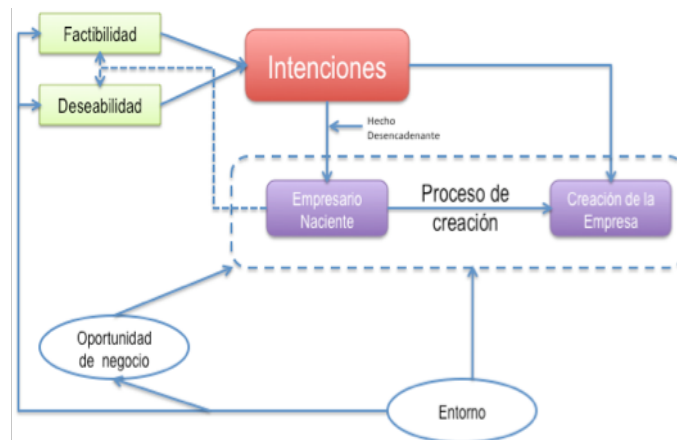 Factibilidad
Deseabilidad
Intenciones
Hecho
Desencadenante
Empresario
Naciente
Proceso de
creación
Creación de la
Empresa
Oportunidad
de negocio
Entorno